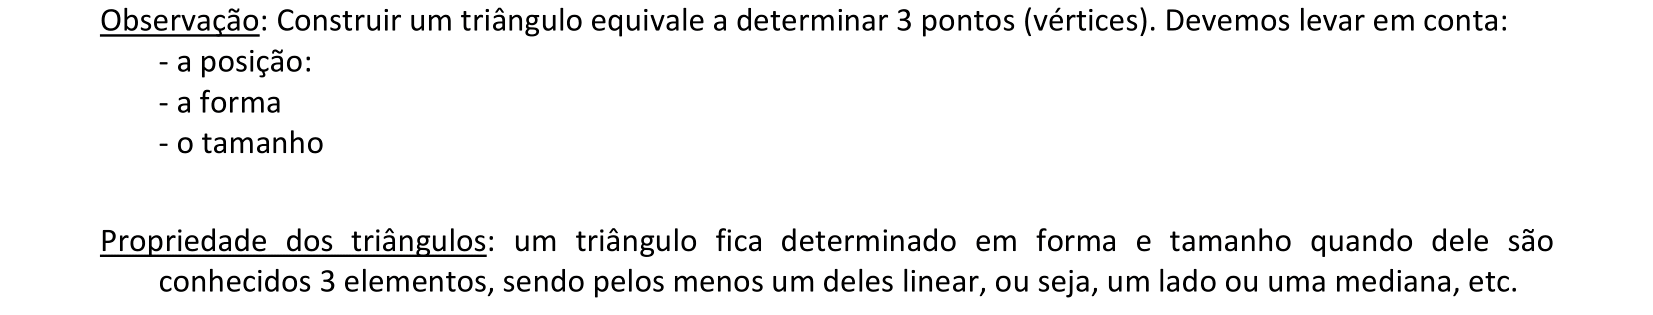 Observação: Construir um triângulo equivale a determinar 3 pontos (vértices). Devemos levar em conta:
- a posição:
- a forma
- o tamanho
Propriedade dos triângulos: um triângulo fica determinado em forma e tamanho quando dele são
conhecidos 3 elementos, sendo pelos menos um deles linear, ou seja, um lado ou uma mediana, etc.